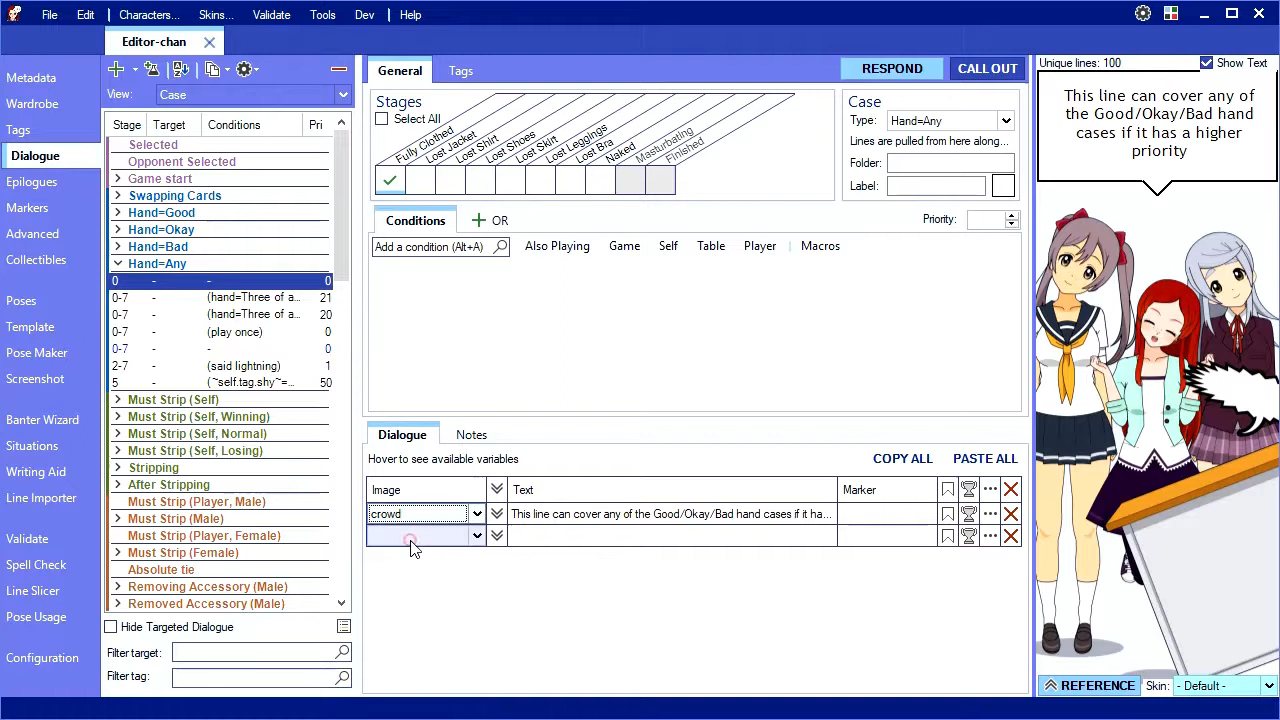 File Edit Characters... Skins... Validate Tools Dev Help
Editor-chan
Metadata
Wardrobe
Tags
Dialogue
Epilogues
Markers
Advanced
Collectibles
Poses
Template
Pose Maker
Screenshot
Banter Wizard
Situations
Writing Aid
Line Importer
Validate
Spell Check
Line Slicer
Pose Usage
Configuration
View: Case
Stage Target Conditions Pri
Selected
Opponent Selected
Game start
Swapping Cards
Hand=Good
Hand=Okay
Hand=Bad
Hand=Any
0 - - 0
0-7 - (hand=Three of a... 21
0-7 - (hand=Three of a... 20
0-7 - (play once) 0
0-7 - - 0
2-7 - (said lightning) 1
5 - (~self.tag.shy~=... 50
Must Strip (Self)
Must Strip (Self, Winning)
Must Strip (Self, Normal)
Must Strip (Self, Losing)
Stripping
After Stripping
Must Strip (Player, Male)
Must Strip (Male)
Must Strip (Player, Female)
Must Strip (Female)
Absolute tie
Removing Accessory (Male)
Removed Accessory (Male)
Hide Targeted Dialogue
Filter target:
Filter tag:
General Tags
RESPOND CALL OUT
Stages
Select All
Fully Clothed
Lost Jacket
Lost Shirt
Lost Shoes
Lost Skirt
Lost Leggings
Lost Bra
Naked
Masturbating
Finished
Case
Type: Hand=Any
Lines are pulled from here along...
Folder:
Label:
Conditions OR
Priority:
Add a condition (Alt+A) Also Playing Game Self Table Player Macros
Dialogue Notes
Hover to see available variables
COPY ALL PASTE ALL
Image Text Marker
crowd This line can cover any of the Good/Okay/Bad hand cases if it ha...
Unique lines: 100 Show Text
This line can cover any of
the Good/Okay/Bad hand
cases if it has a higher
priority
REFERENCE Skin: - Default -